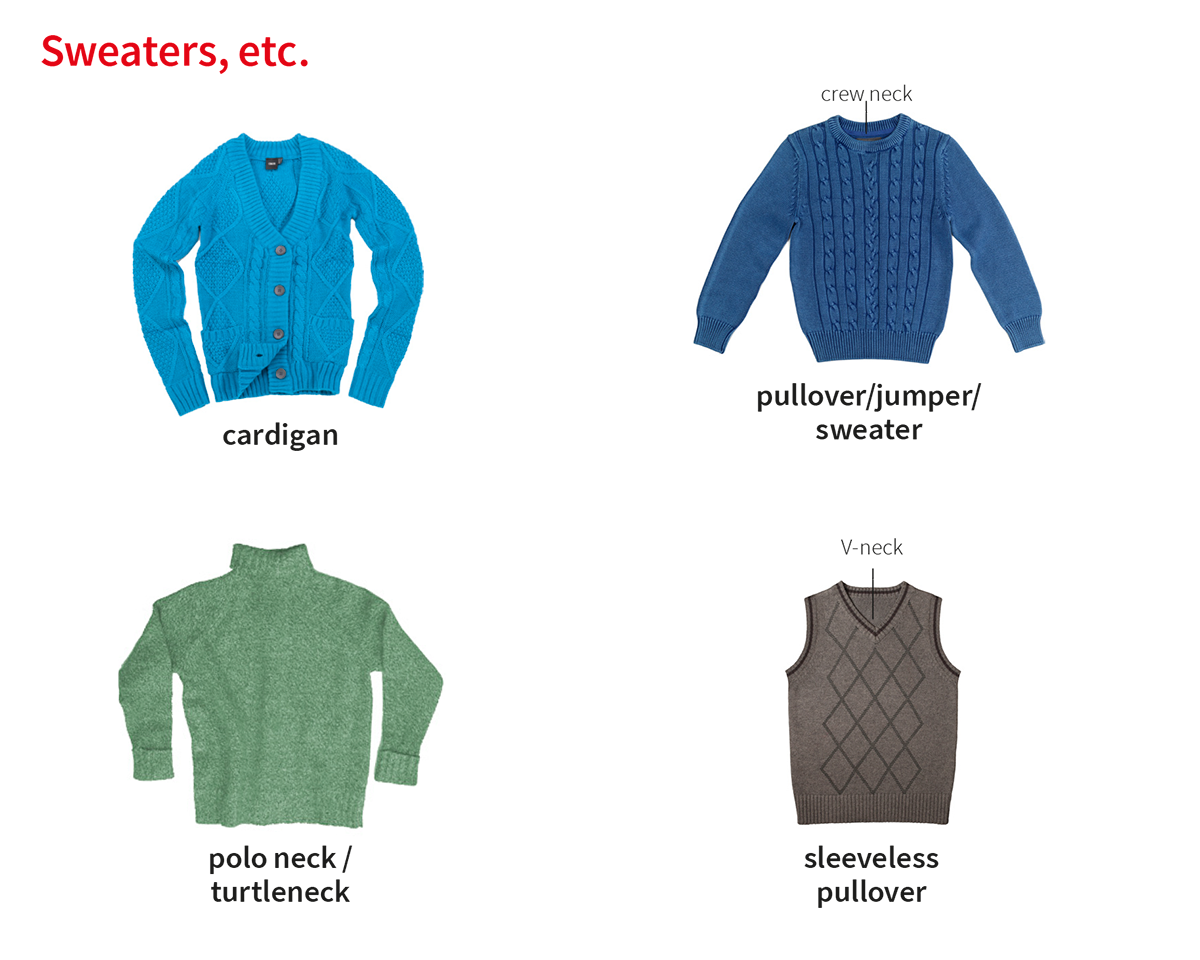 Sweaters, etc.
crew neck
cardigan
pullover/jumper/
sweater
V-neck
polo neck /
turtleneck
sleeveless
pullover